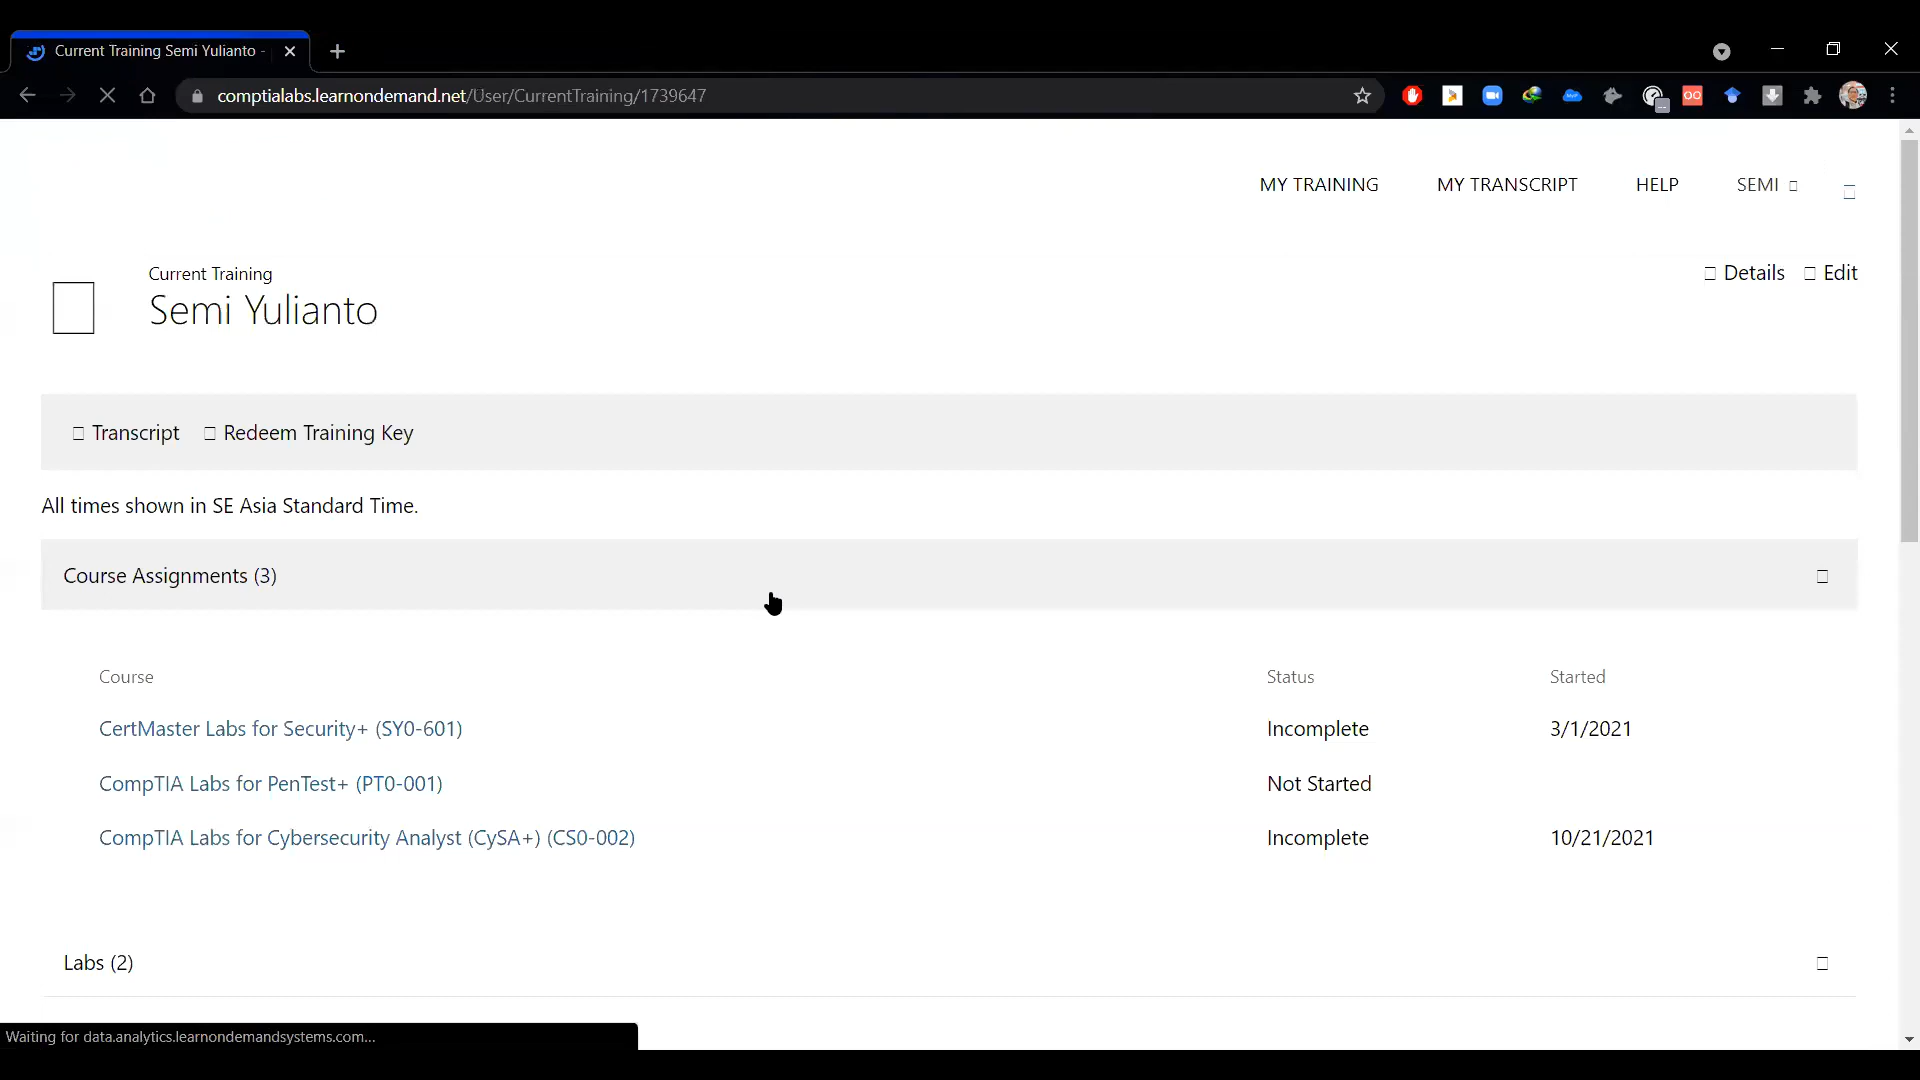 Current Training Semi Yulianto -
comptialabs.learnondemand.net/User/CurrentTraining/1739647
MY TRAINING MY TRANSCRIPT HELP SEMI
Current Training
Details Edit
Semi Yulianto
Transcript Redeem Training Key
All times shown in SE Asia Standard Time.
Course Assignments (3)
Course Status Started
CertMaster Labs for Security+ (SY0-601) Incomplete 3/1/2021
CompTIA Labs for PenTest+ (PT0-001) Not Started
CompTIA Labs for Cybersecurity Analyst (CySA+) (CS0-002) Incomplete 10/21/2021
Labs (2)
Waiting for data.analytics.learnondemandsystems.com...